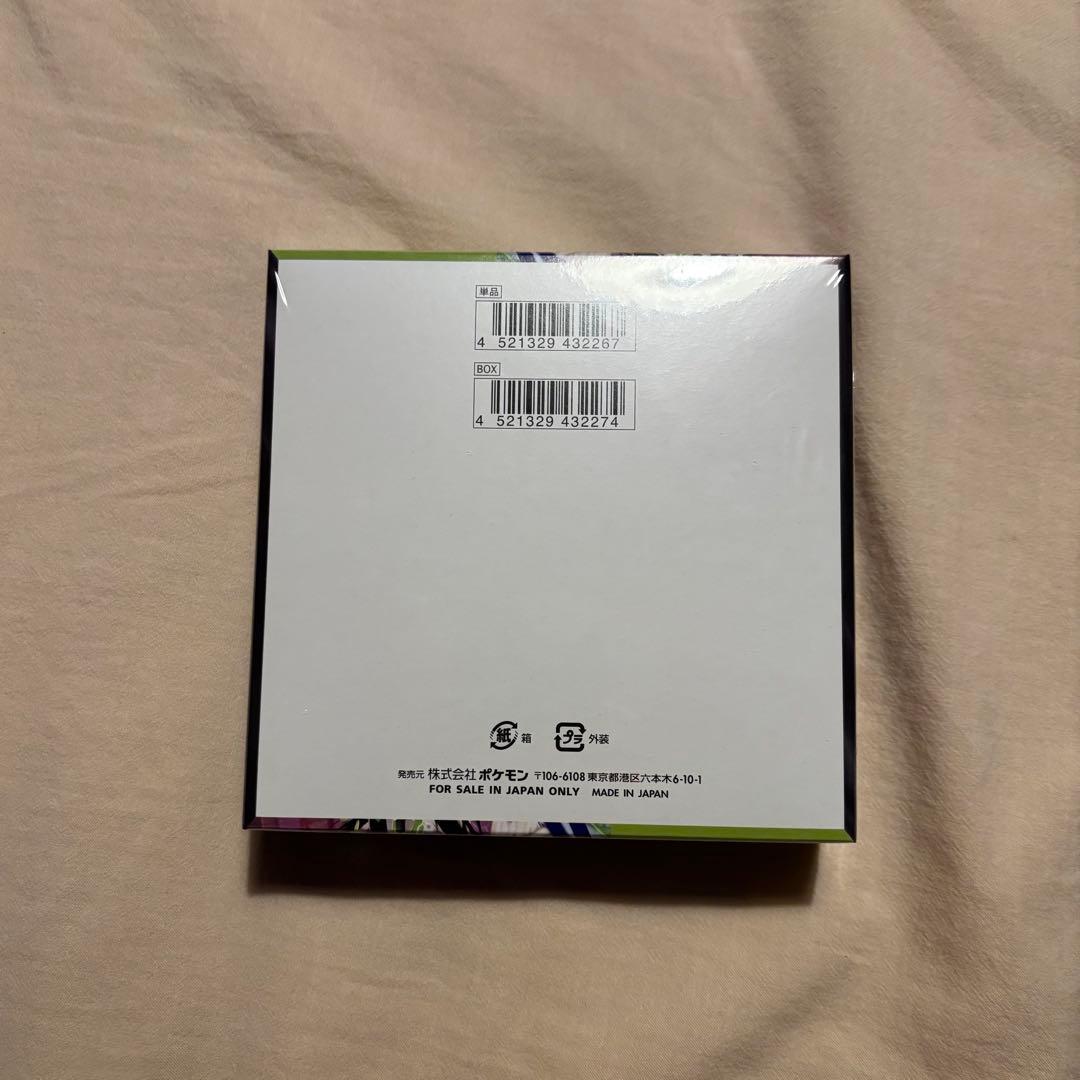 単品
4 521329 432267
BOX
4 521329 432274
紙 箱 プラ 外装
発売元 株式会社 ポケモン 〒106-6108 東京都港区六本木6-10-1
FOR SALE IN JAPAN ONLY MADE IN JAPAN